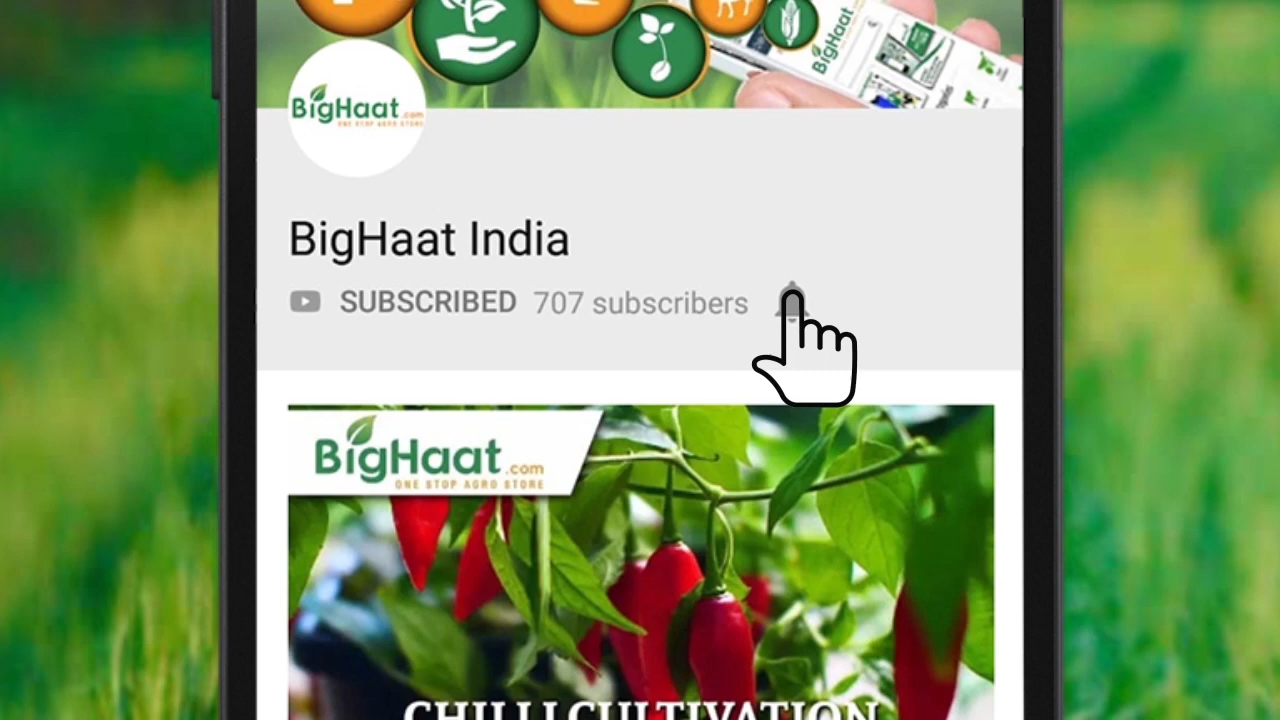 BigHaat
BigHaat.com
ONE STOP AGRO STORE
BigHaat India
SUBSCRIBED 707 subscribers
BigHaat.com
ONE STOP AGRO STORE
CHILLI CULTIVATION